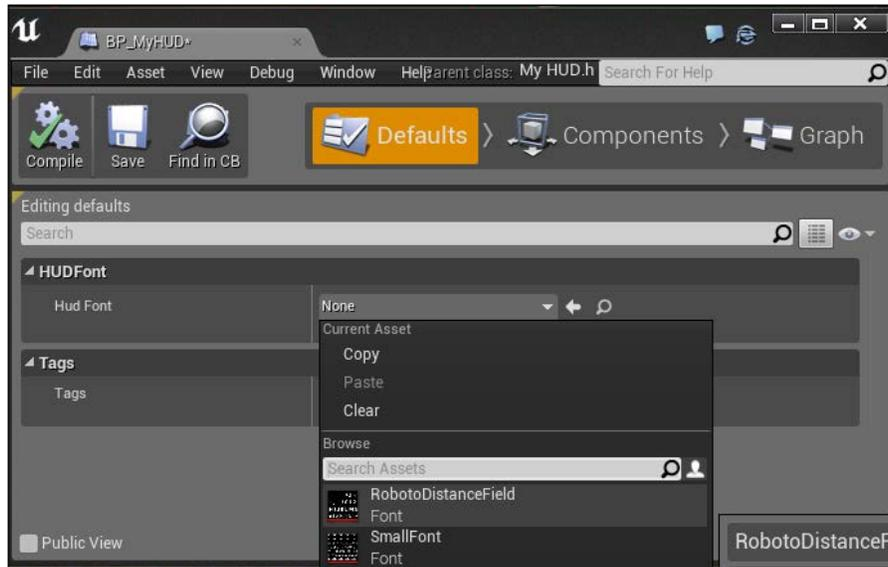 BP_MyHUD*
File Edit Asset View Debug Window Help Parent class: My HUD.h Search For Help
Compile Save Find in CB Defaults Components Graph
Editing defaults
Search
HUDFont
Hud Font None
Current Asset
Copy
Tags
Paste
Tags
Clear
Browse
Search Assets
RobotoDistanceField
Font
SmallFont
Public View RobotoDistanceF
Font